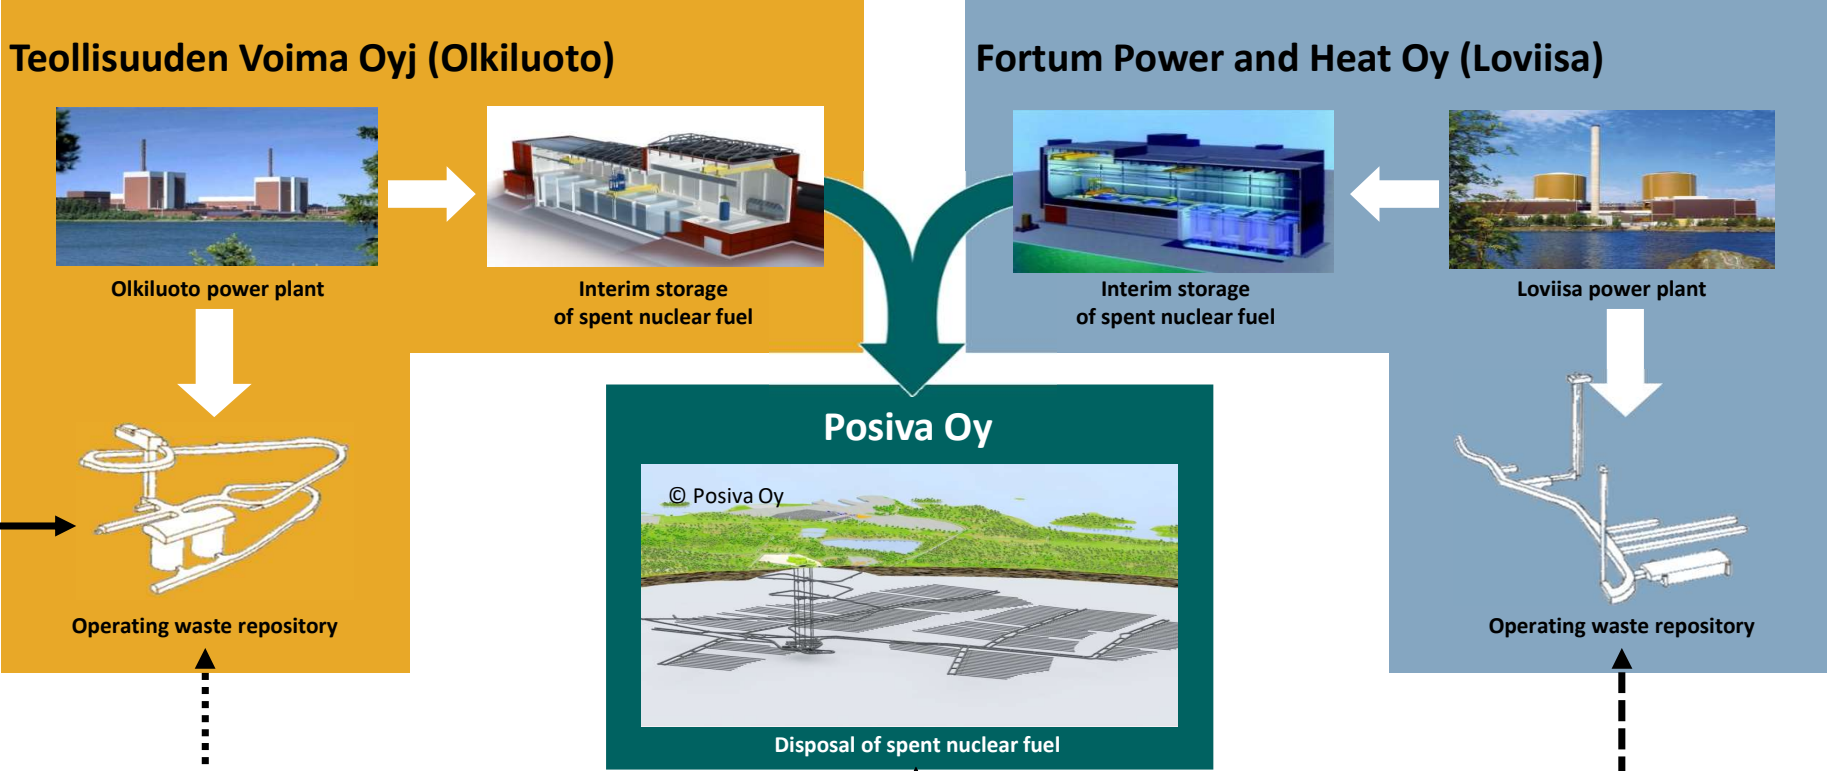 Teollisuuden Voima Oyj (Olkiluoto)
Fortum Power and Heat Oy (Loviisa)
Olkiluoto power plant
Interim storage
of spent nuclear fuel
Interim storage
of spent nuclear fuel
Loviisa power plant
Posiva Oy
© Posiva Oy
Operating waste repository
Operating waste repository
Disposal of spent nuclear fuel